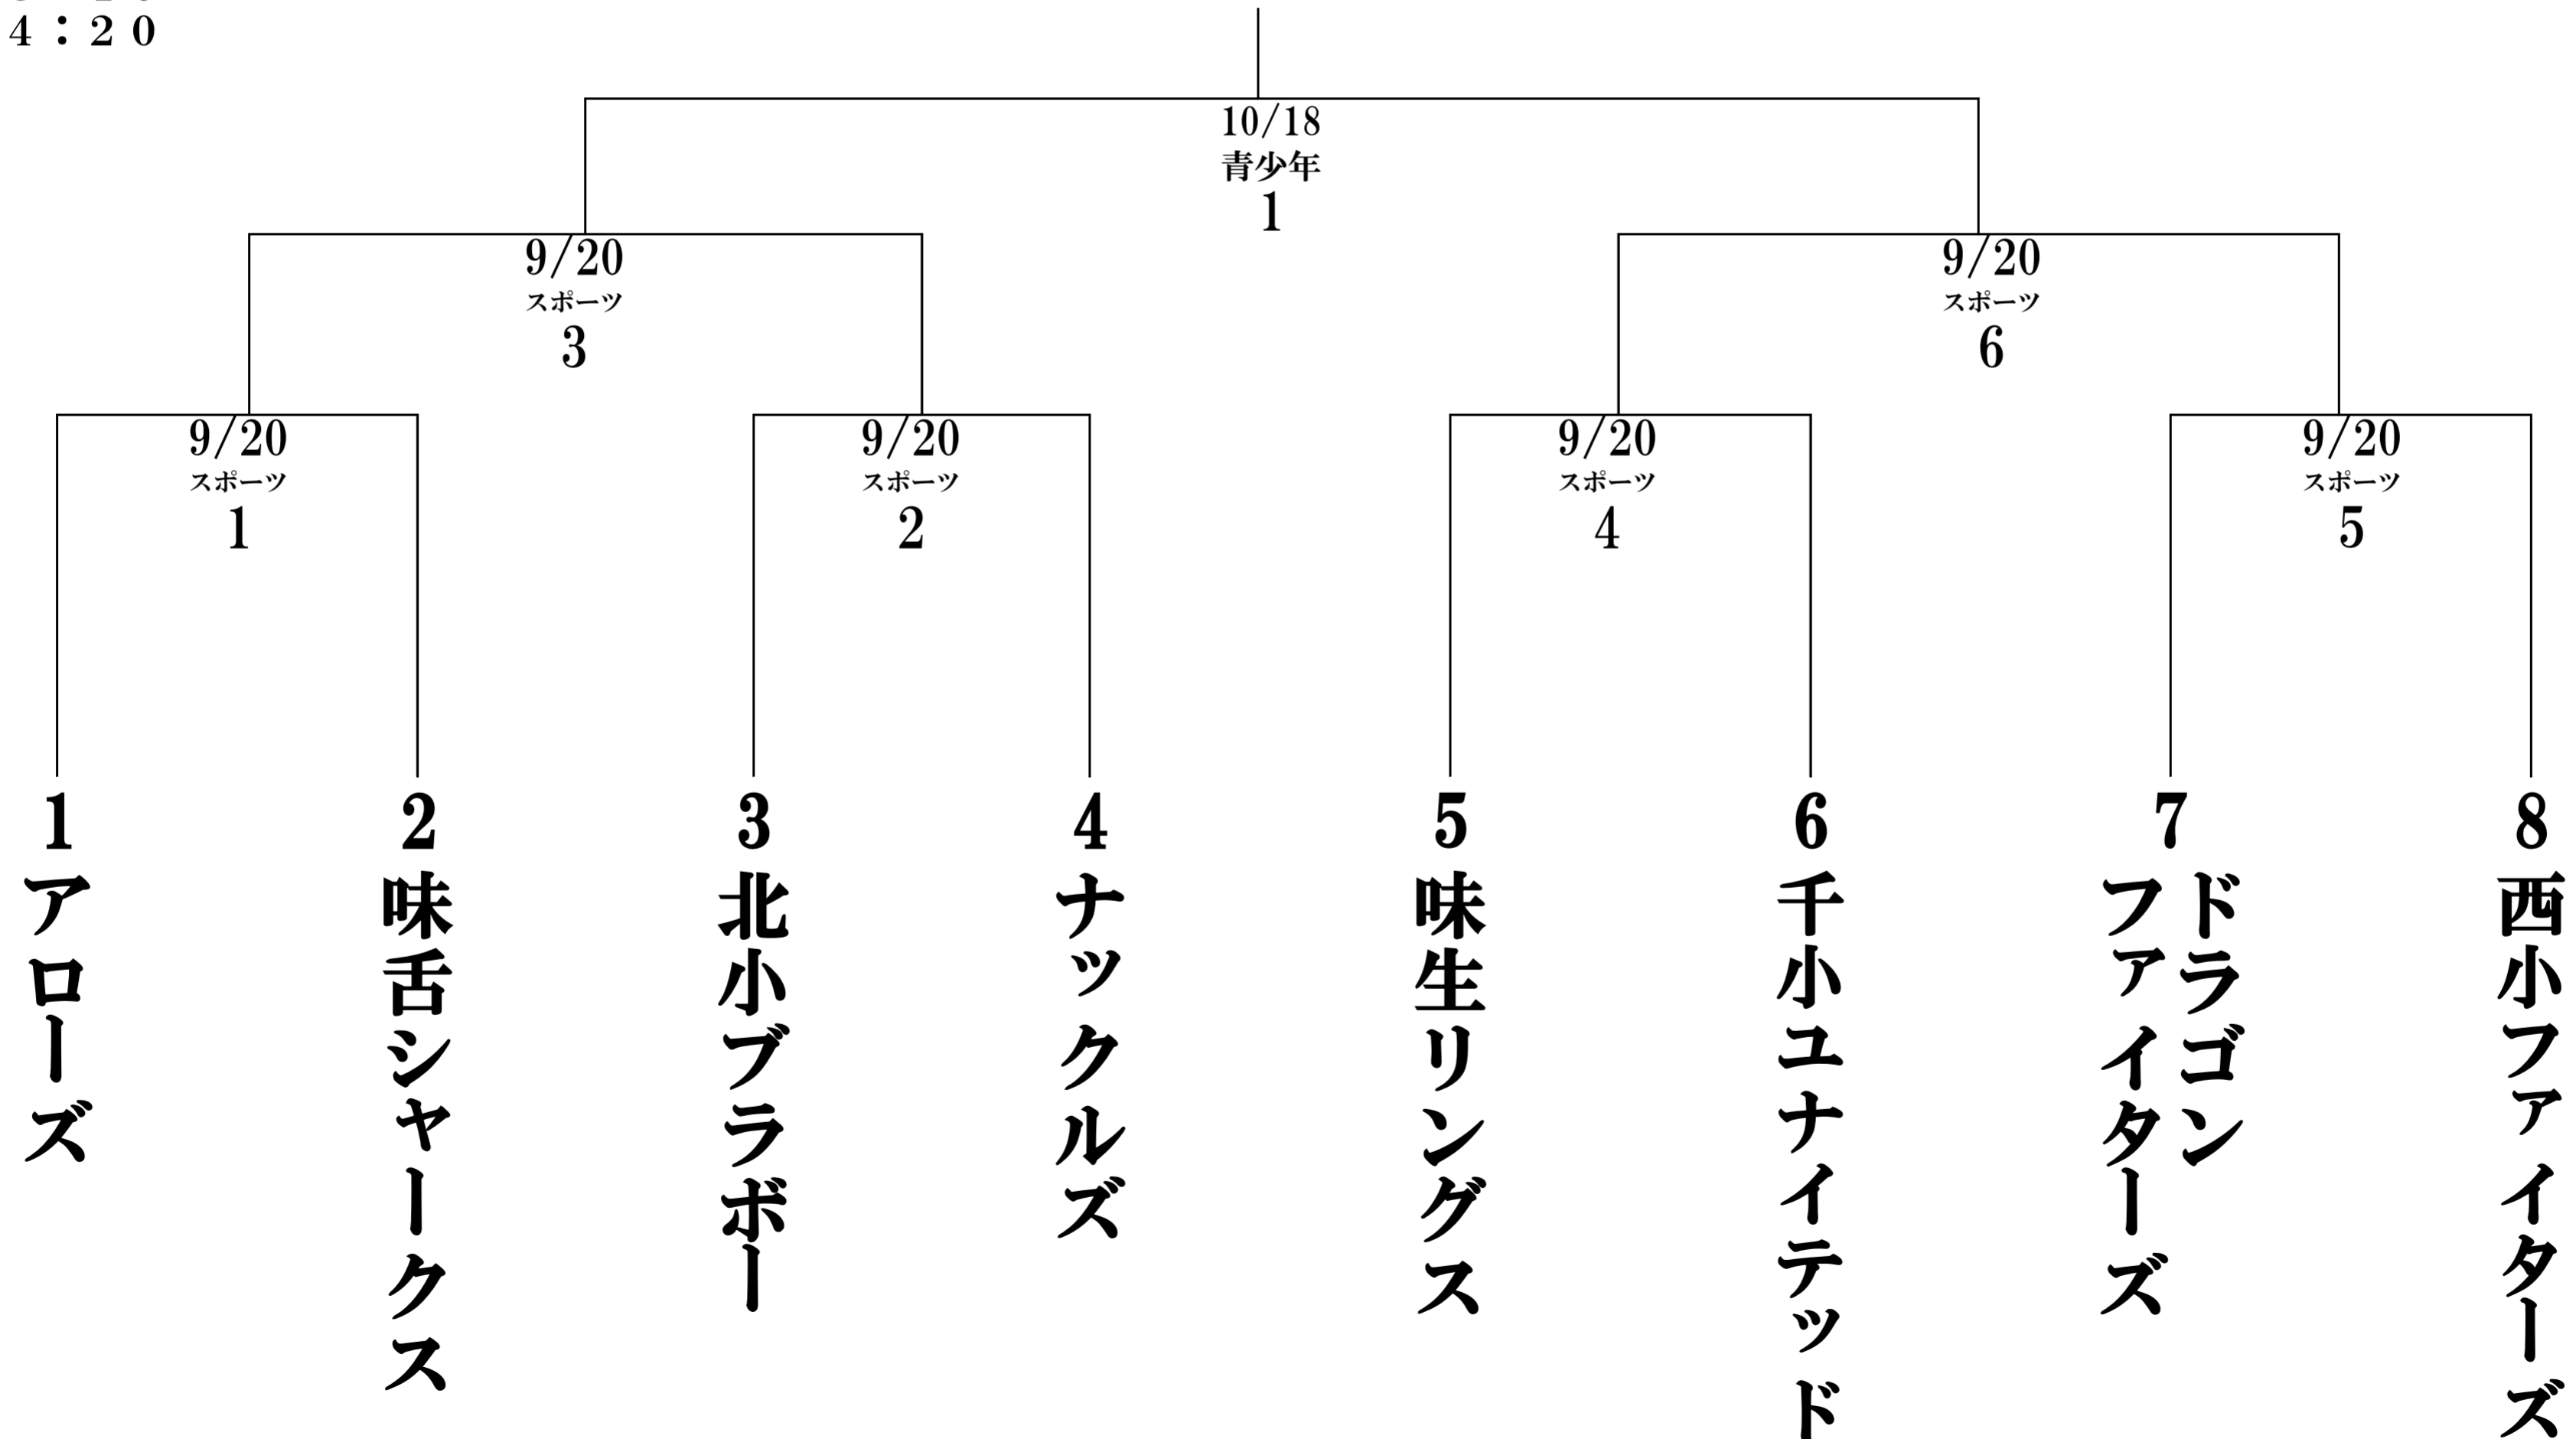 4：20
10/18
青少年
1
9/20
スポーツ
3
9/20
スポーツ
6
9/20
スポーツ
1
9/20
スポーツ
2
9/20
スポーツ
4
9/20
スポーツ
5
1
アローズ
2
味舌シャークス
3
北小ブラボー
4
ナックルズ
5
味生リングス
6
千小ユナイテッド
7
ドラゴン
ファイターズ
8
西小ファイターズ